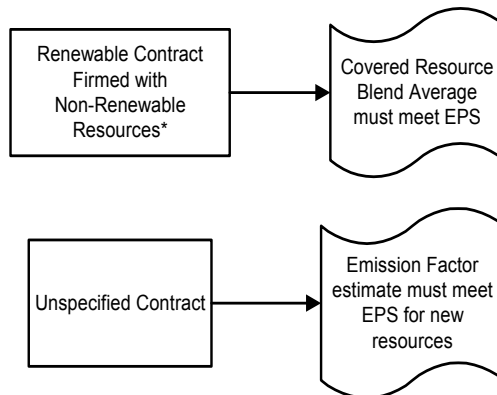 Renewable Contract
Firmed with
Non-Renewable
Resources*
Covered Resource
Blend Average
must meet EPS
Unspecified Contract
Emission Factor
estimate must meet
EPS for new
resources